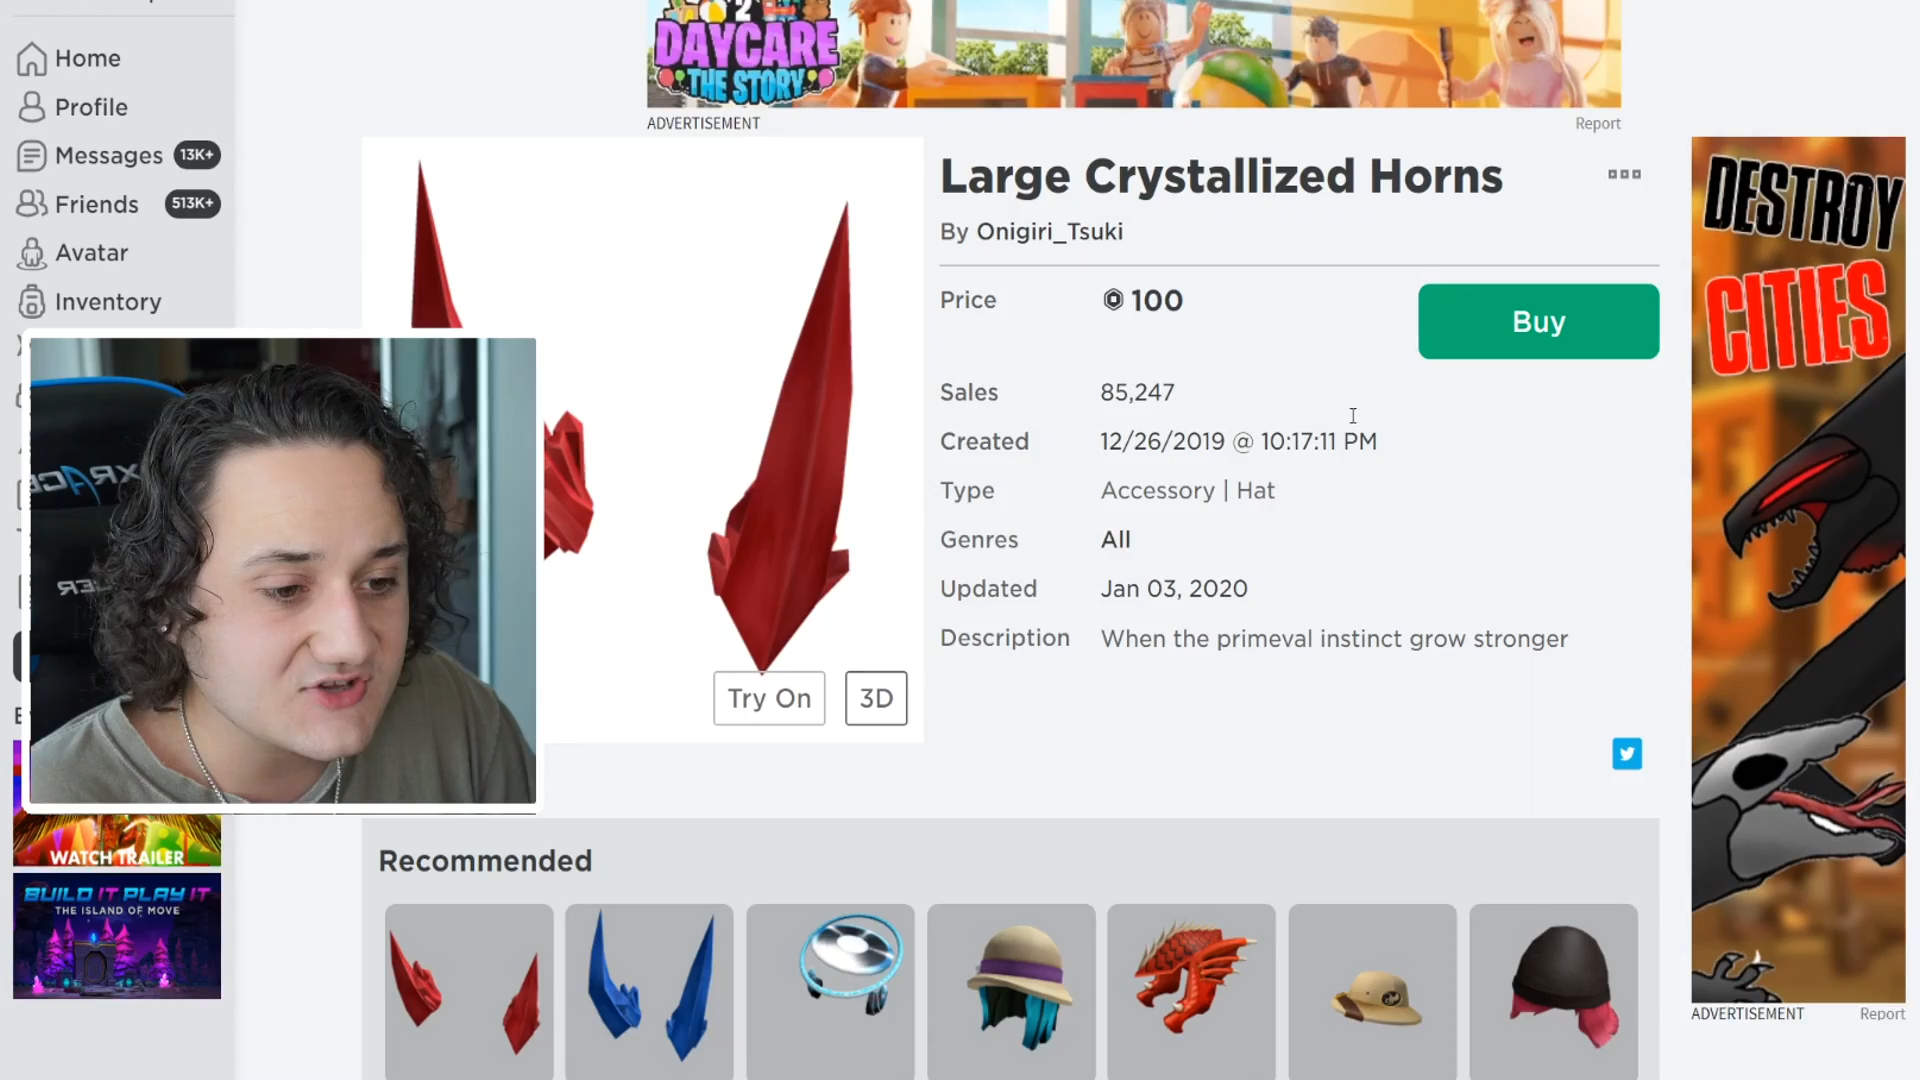 DAYCARE 2
THE STORY
ADVERTISEMENT
Report
Home
Profile
Messages 13K+
Friends 513K+
Avatar
Inventory
Large Crystallized Horns
By Onigiri_Tsuki
Price 100
Buy
Sales 85,247
Created 12/26/2019 @ 10:17:11 PM
Type Accessory | Hat
Genres All
Updated Jan 03, 2020
Description When the primeval instinct grow stronger
Try On
3D
WATCH TRAILER
BUILD IT PLAY IT
THE ISLAND OF MOVE
Recommended
DESTROY
CITIES
ADVERTISEMENT
Report